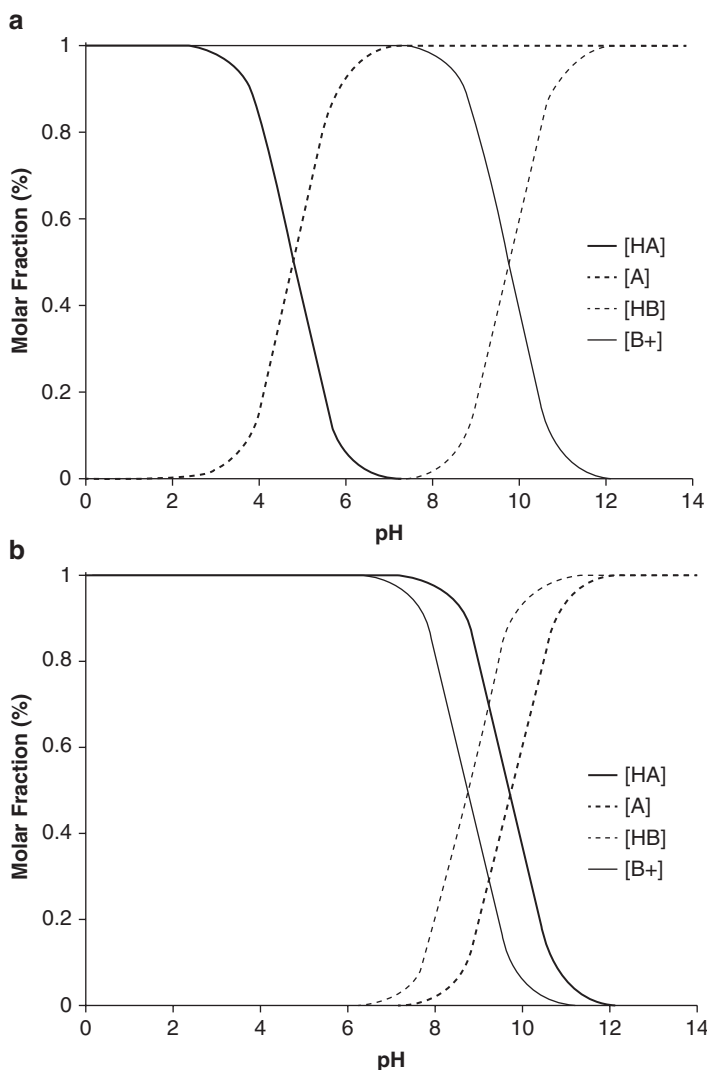 a
Molar Fraction (%)
1
0.8
0.6
0.4
0.2
0
0 2 4 6 8 10 12 14
pH
[HA]
[A]
[HB]
[B+]
b
Molar Fraction (%)
1
0.8
0.6
0.4
0.2
0
0 2 4 6 8 10 12 14
pH
[HA]
[A]
[HB]
[B+]